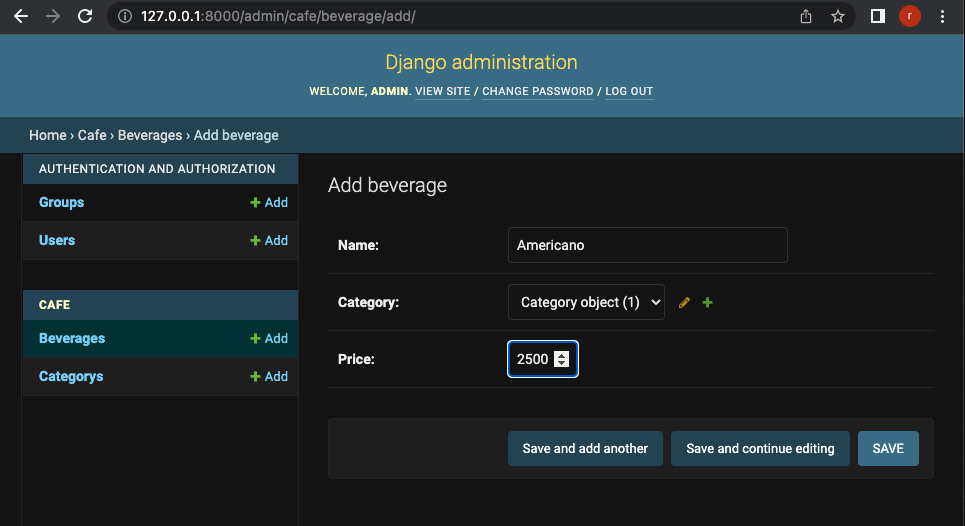 127.0.0.1:8000/admin/cafe/beverage/add/
r
Django administration
WELCOME, ADMIN. VIEW SITE / CHANGE PASSWORD / LOG OUT
Home › Cafe › Beverages › Add beverage
AUTHENTICATION AND AUTHORIZATION
Groups + Add
Users + Add
CAFE
Beverages + Add
Categorys + Add
Add beverage
Name: Americano
Category: Category object (1)
Price: 2500
Save and add another Save and continue editing SAVE